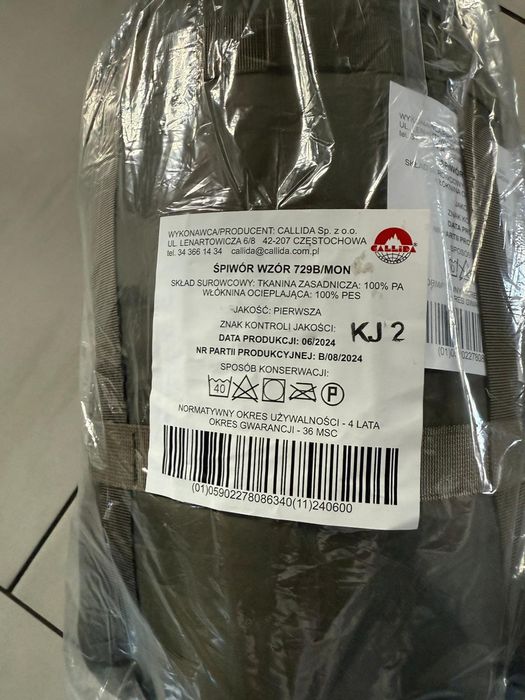 WYKONAWCA/PRODUCENT: CALLIDA Sp. z o.o.
UL. LENARTOWICZA 6/8 42-207 CZĘSTOCHOWA
tel. 34 366 14 34 callida@callida.com.pl
CALLIDA
ŚPIWÓR WZÓR 729B/MON
SKŁAD SUROWCOWY: TKANINA ZASADNICZA: 100% PA
WŁÓKNINA OCIEPLAJĄCA: 100% PES
JAKOŚĆ: PIERWSZA
ZNAK KONTROLI JAKOŚCI: KJ 2
DATA PRODUKCJI: 06/2024
NR PARTII PRODUKCYJNEJ: B/08/2024
SPOSÓB KONSERWACJI:
40 P
NORMATYWNY OKRES UŻYWALNOŚCI - 4 LATA
OKRES GWARANCJI - 36 MSC
(01)05902278086340(11)240600